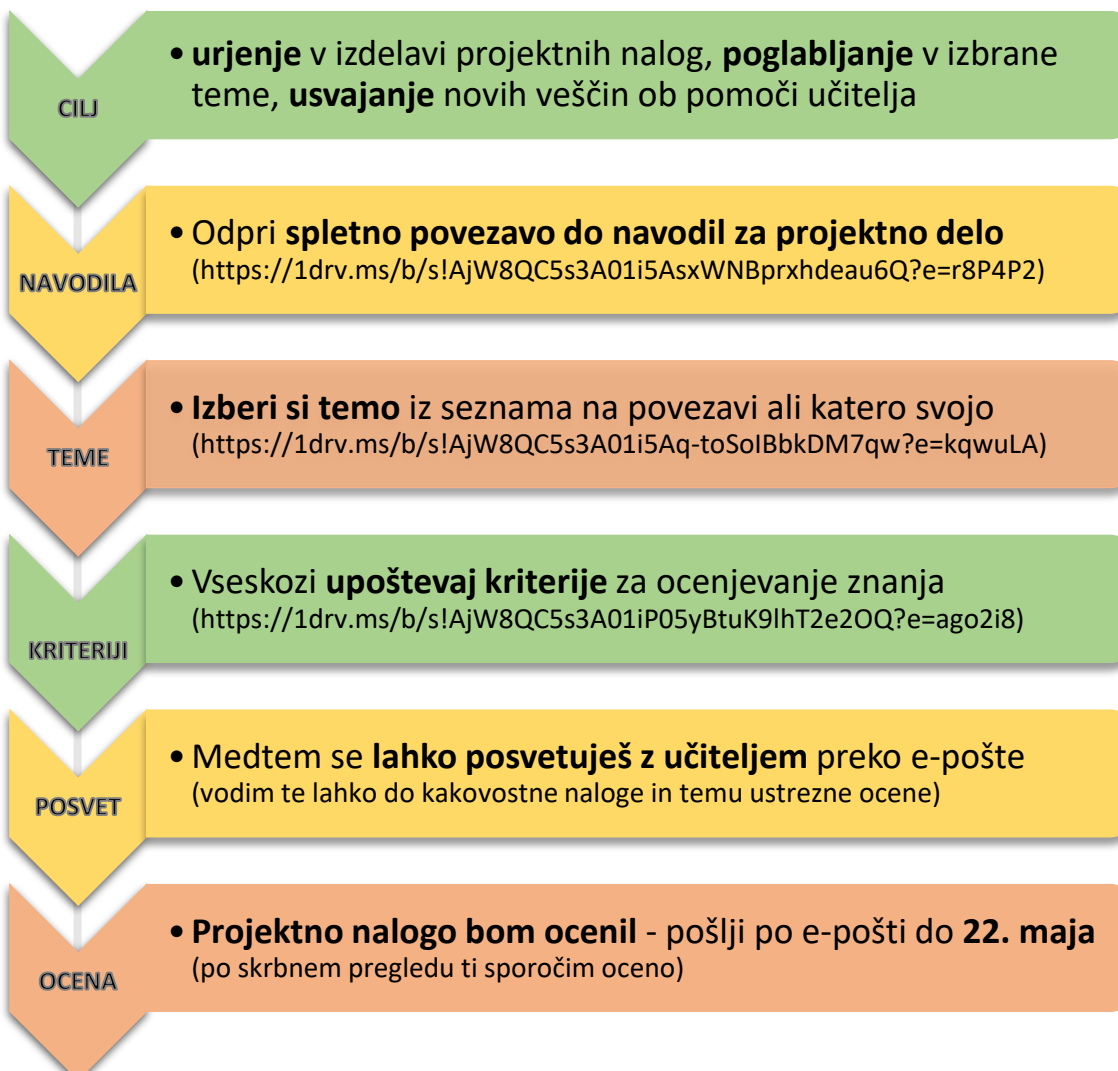 CILJ
• urjenje v izdelavi projektnih nalog, poglabljanje v izbrane
teme, usvajanje novih veščin ob pomoči učitelja
NAVODILA
• Odpri spletno povezavo do navodil za projektno delo
(https://1drv.ms/b/s!AjW8QC5s3A01i5AsxWNBprxhdeau6Q?e=r8P4P2)
TEME
• Izberi si temo iz seznama na povezavi ali katero svojo
(https://1drv.ms/b/s!AjW8QC5s3A01i5Aq-toSoIBbkDM7qw?e=kqwuLA)
KRITERIJI
• Vseskozi upoštevaj kriterije za ocenjevanje znanja
(https://1drv.ms/b/s!AjW8QC5s3A01iP05yBtuK9lhT2e2OQ?e=ago2i8)
POSVET
• Medtem se lahko posvetuješ z učiteljem preko e-pošte
(vodim te lahko do kakovostne naloge in temu ustrezne ocene)
OCENA
• Projektno nalogo bom ocenil - pošlji po e-pošti do 22. maja
(po skrbnem pregledu ti sporočim oceno)